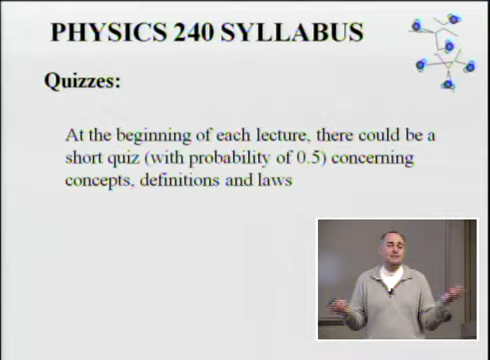 PHYSICS 240 SYLLABUS
Quizzes:
At the beginning of each lecture, there could be a
short quiz (with probability of 0.5) concerning
concepts, definitions and laws